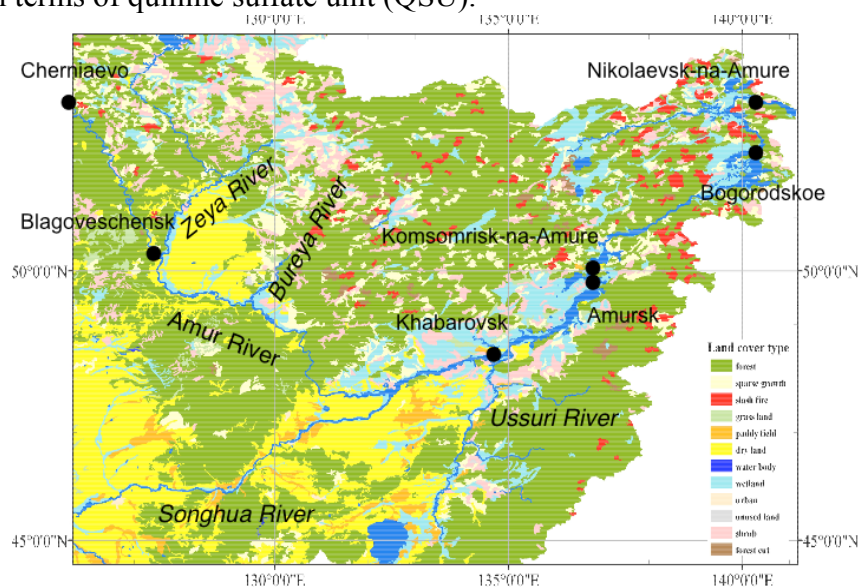 in terms of quinine sulfate unit (QSU).
130°0'0"E 135°0'0"E 140°0'0"E
Cherniaevo
Nikolaevsk-na-Amure
Zeya River
Bogorodskoe
Blagoveschensk
Bureya River
Komsomrisk-na-Amure
50°0'0"N 50°0'0"N
Amur River
Khabarovsk
Amursk
Land cover type
forest
sparse growth
slash fire
grass land
paddy field
dry land
water body
wetland
urban
unused land
shrub
forest cut
Ussuri River
Songhua River
45°0'0"N 45°0'0"N
130°0'0"E 135°0'0"E 140°0'0"E